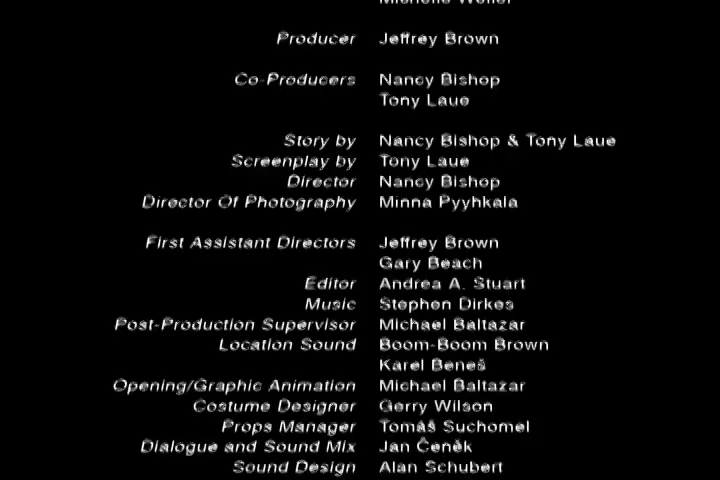 Michelle Weller
Producer Jeffrey Brown
Co-Producers Nancy Bishop
Tony Laue
Story by Nancy Bishop & Tony Laue
Screenplay by Tony Laue
Director Nancy Bishop
Director Of Photography Minna Pyyhkala
First Assistant Directors Jeffrey Brown
Gary Beach
Editor Andrea A. Stuart
Music Stephen Dirkes
Post-Production Supervisor Michael Baltazar
Location Sound Boom-Boom Brown
Karel Beneš
Opening/Graphic Animation Michael Baltazar
Costume Designer Gerry Wilson
Props Manager Tomáš Suchomel
Dialogue and Sound Mix Jan Čeněk
Sound Design Alan Schubert